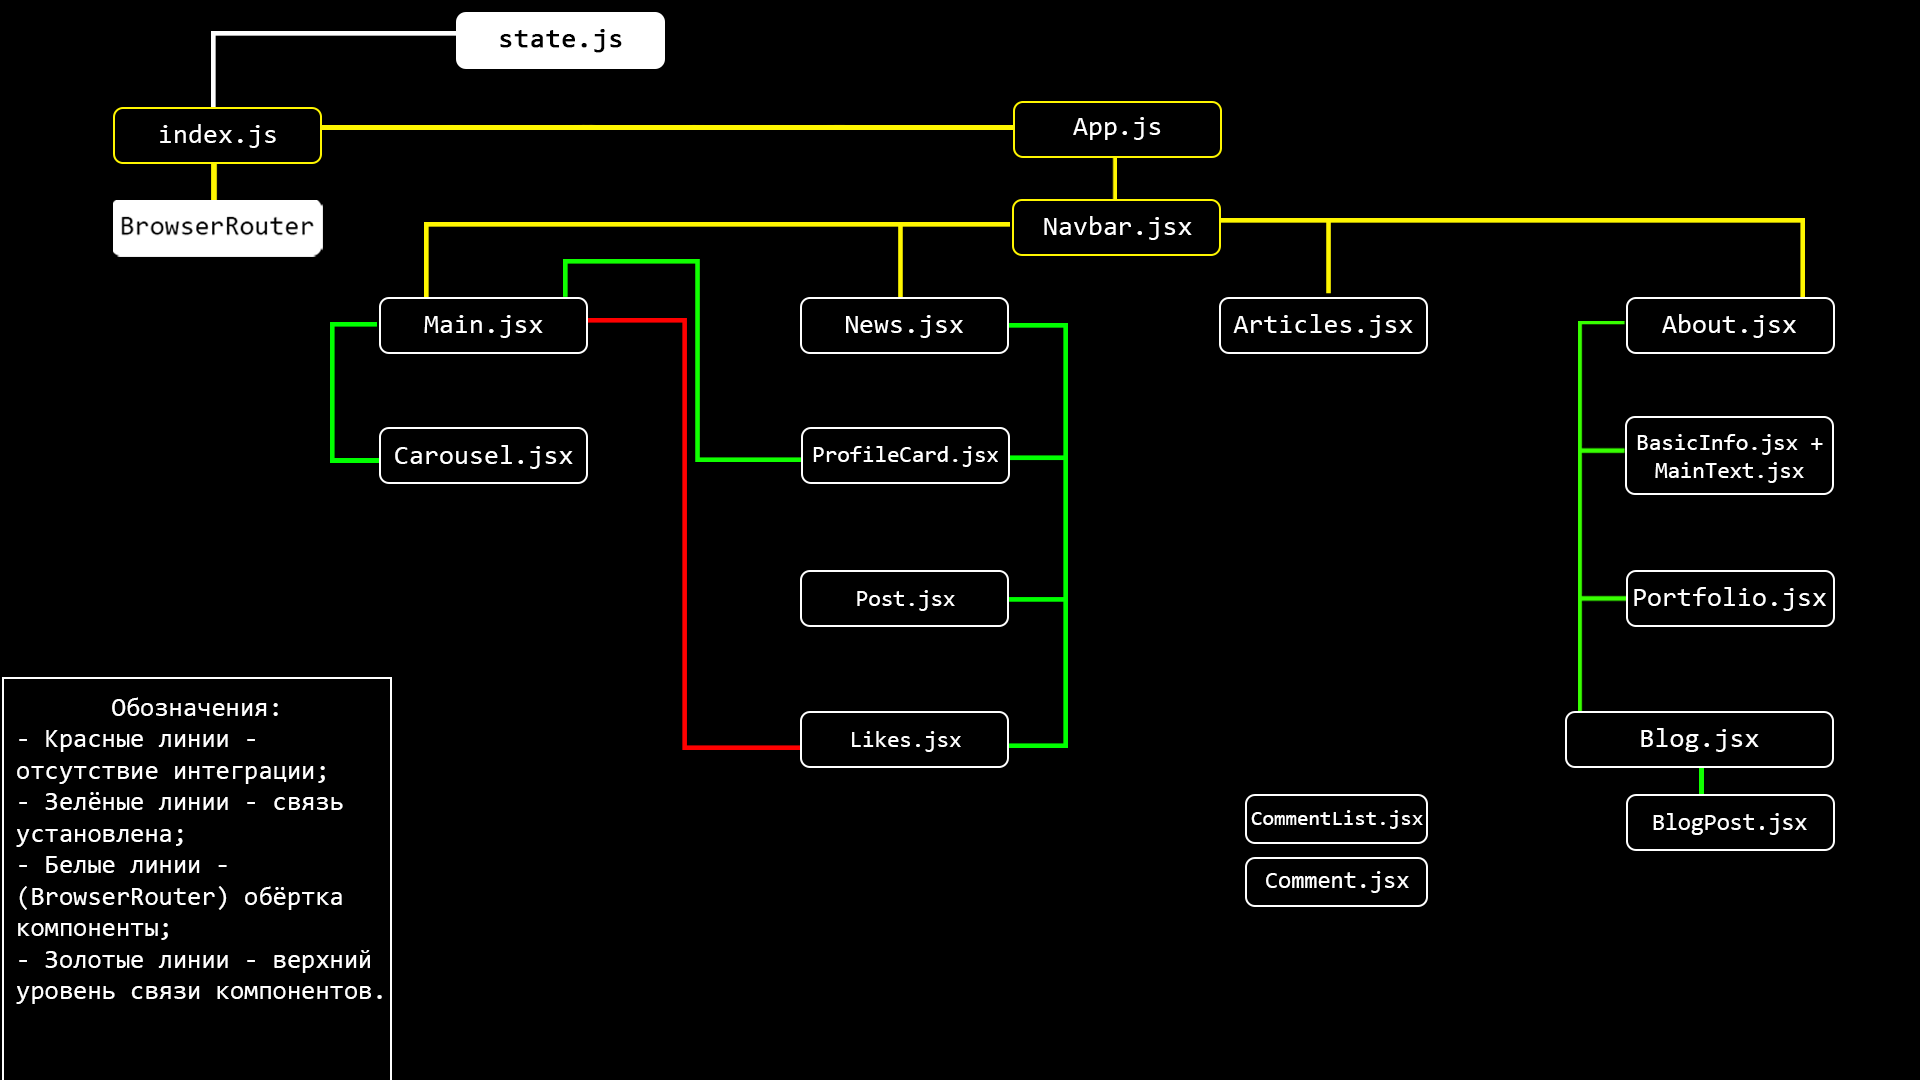 state.js
index.js
App.js
BrowserRouter
Navbar.jsx
Main.jsx
News.jsx
Articles.jsx
About.jsx
Carousel.jsx
ProfileCard.jsx
BasicInfo.jsx +
MainText.jsx
Post.jsx
Portfolio.jsx
Likes.jsx
Blog.jsx
CommentList.jsx
BlogPost.jsx
Comment.jsx
Обозначения:
- Красные линии -
отсутствие интеграции;
- Зелёные линии - связь
установлена;
- Белые линии -
(BrowserRouter) обёртка
компоненты;
- Золотые линии - верхний
уровень связи компонентов.